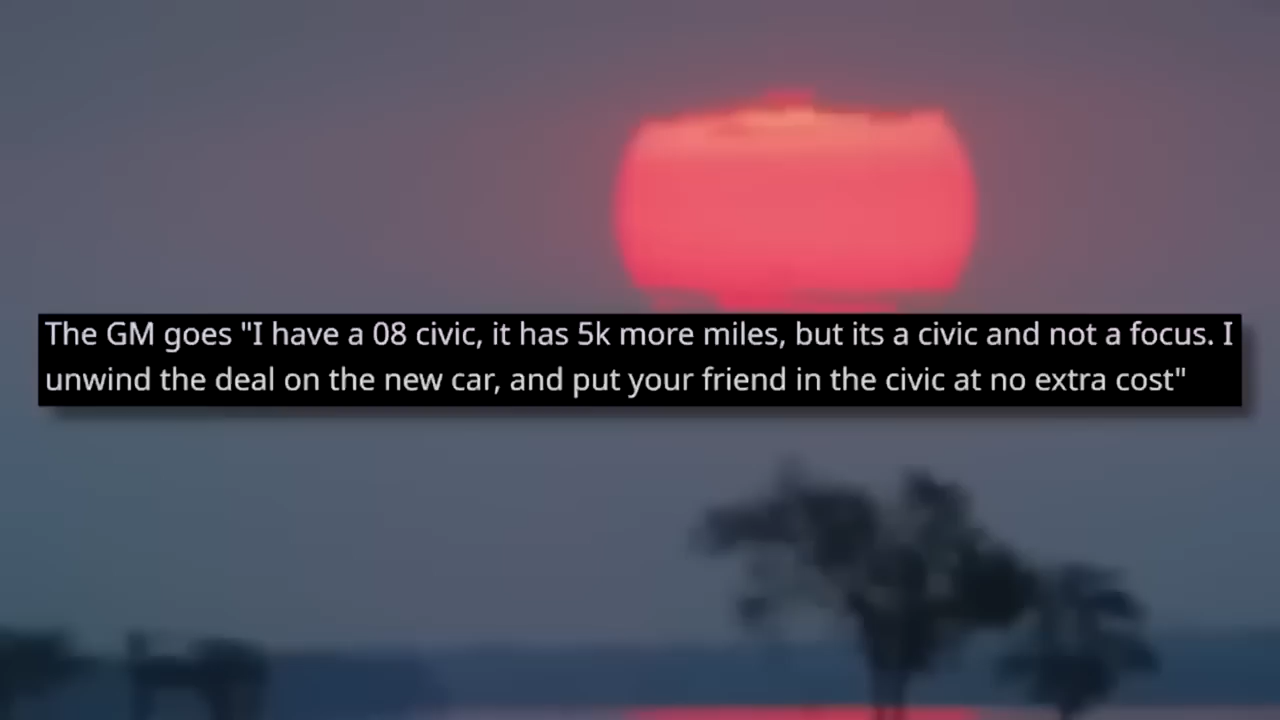 The GM goes "I have a 08 civic, it has 5k more miles, but its a civic and not a focus. I
unwind the deal on the new car, and put your friend in the civic at no extra cost"